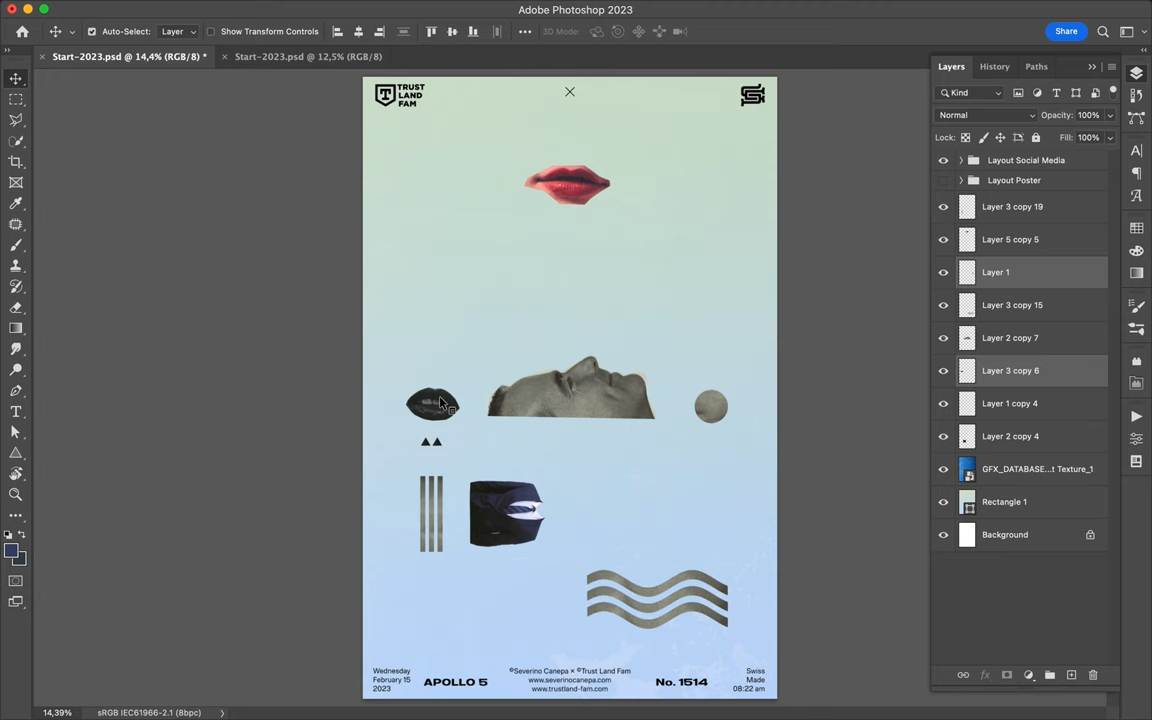 Adobe Photoshop 2023
Auto-Select: Layer Show Transform Controls 3D Mode: Share
Start-2023.psd @ 14,4% (RGB/8) * Start-2023.psd @ 12,5% (RGB/8)
TRUST
LAND
FAM
Wednesday
February 15
2023
APOLLO 5
©Severino Canepa × ©Trust Land Fam
www.severinocanepa.com
www.trustland-fam.com
No. 1514
Swiss
Made
08:22 am
Layers History Paths
Kind
Normal Opacity: 100%
Lock: Fill: 100%
Layout Social Media
Layout Poster
Layer 3 copy 19
Layer 5 copy 5
Layer 1
Layer 3 copy 15
Layer 2 copy 7
Layer 3 copy 6
Layer 1 copy 4
Layer 2 copy 4
GFX_DATABASE...t Texture_1
Rectangle 1
Background
14,39% sRGB IEC61966-2.1 (8bpc)